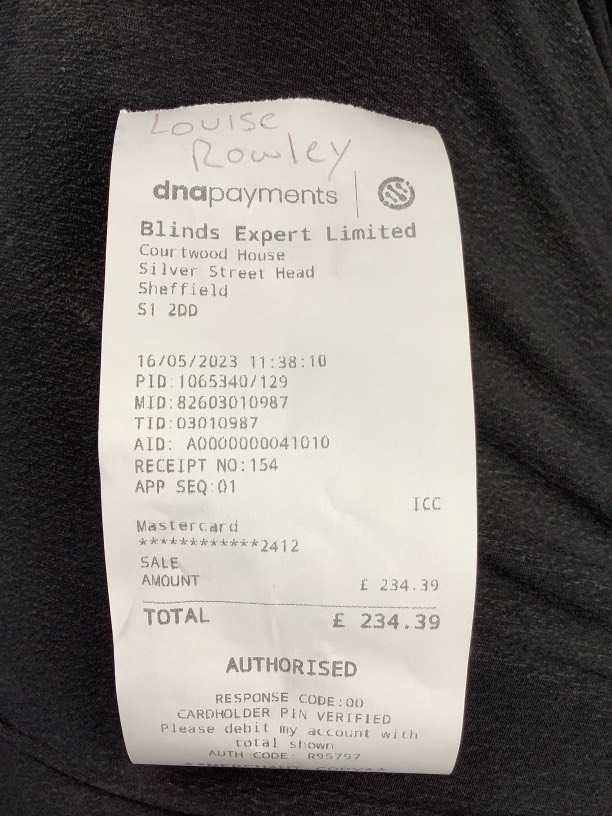 Louise
Rowley
dnapayments
Blinds Expert Limited
Courtwood House
Silver Street Head
Sheffield
S1 2DD
16/05/2023 11:38:10
PID:1065340/129
MID:82603010987
TID:03010987
AID: A0000000041010
RECEIPT NO:154
APP SEQ:01
ICC
Mastercard
************2412
SALE
AMOUNT £ 234.39
TOTAL £ 234.39
AUTHORISED
RESPONSE CODE:00
CARDHOLDER PIN VERIFIED
Please debit my account with
total shown
AUTH CODE: R95797